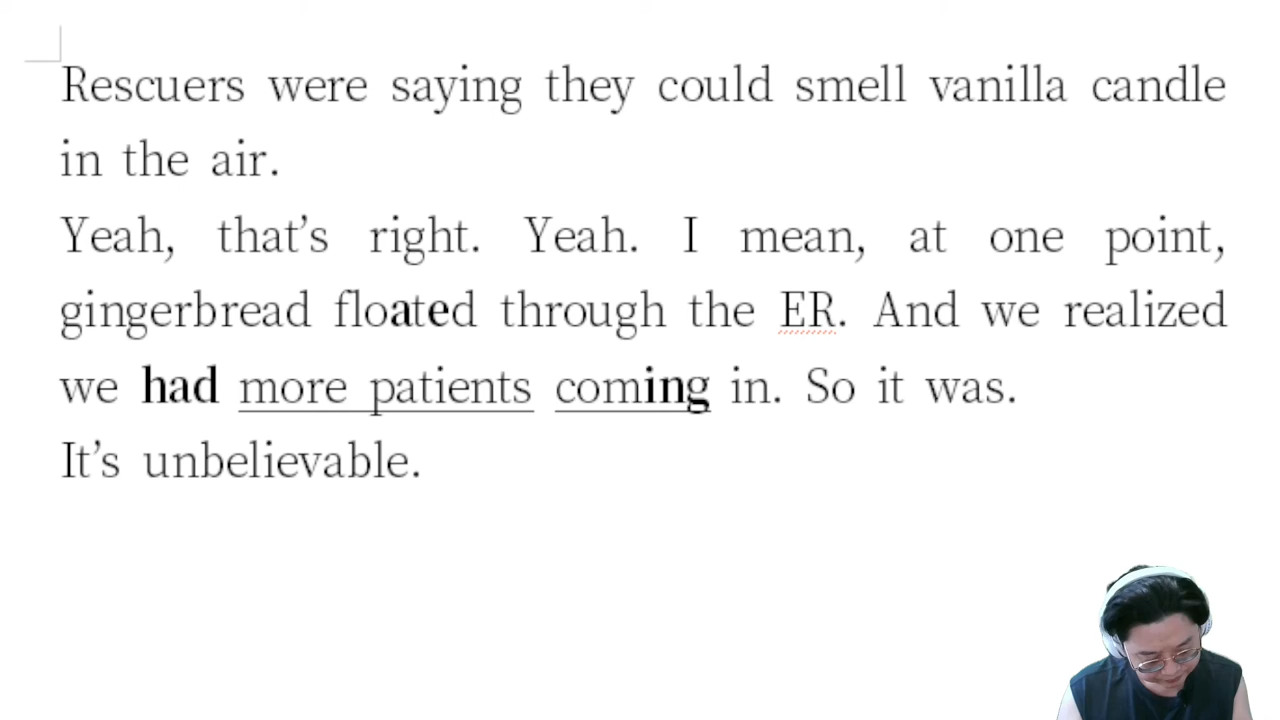 Rescuers were saying they could smell vanilla candle
in the air.
Yeah, that’s right. Yeah. I mean, at one point,
gingerbread floated through the ER. And we realized
we had more patients coming in. So it was.
It’s unbelievable.